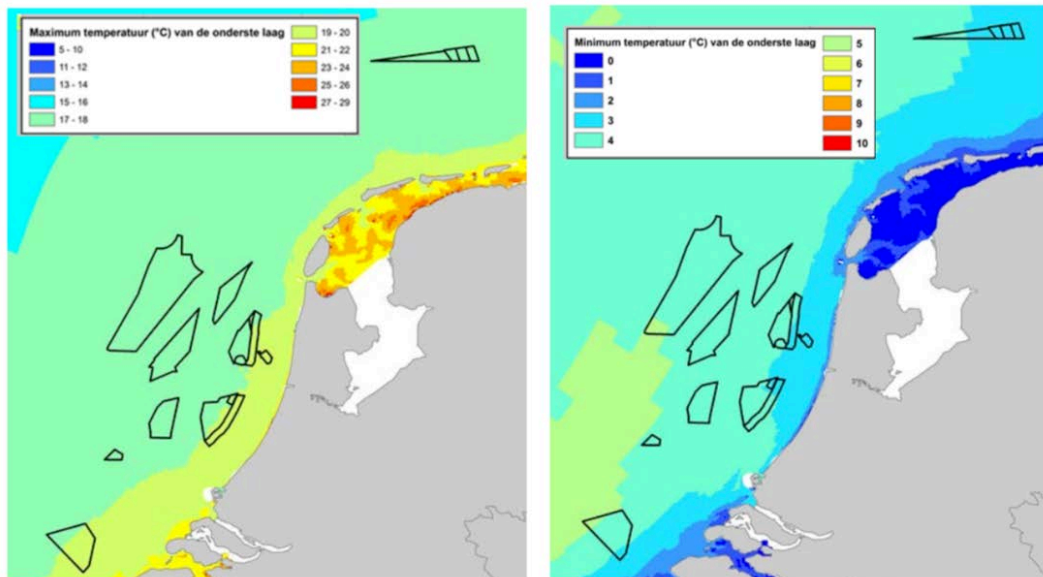 Maximum temperatuur (°C) van de onderste laag
5 - 10
11 - 12
13 - 14
15 - 16
17 - 18
19 - 20
21 - 22
23 - 24
25 - 26
27 - 29
Minimum temperatuur (°C) van de onderste laag
0
1
2
3
4
5
6
7
8
9
10